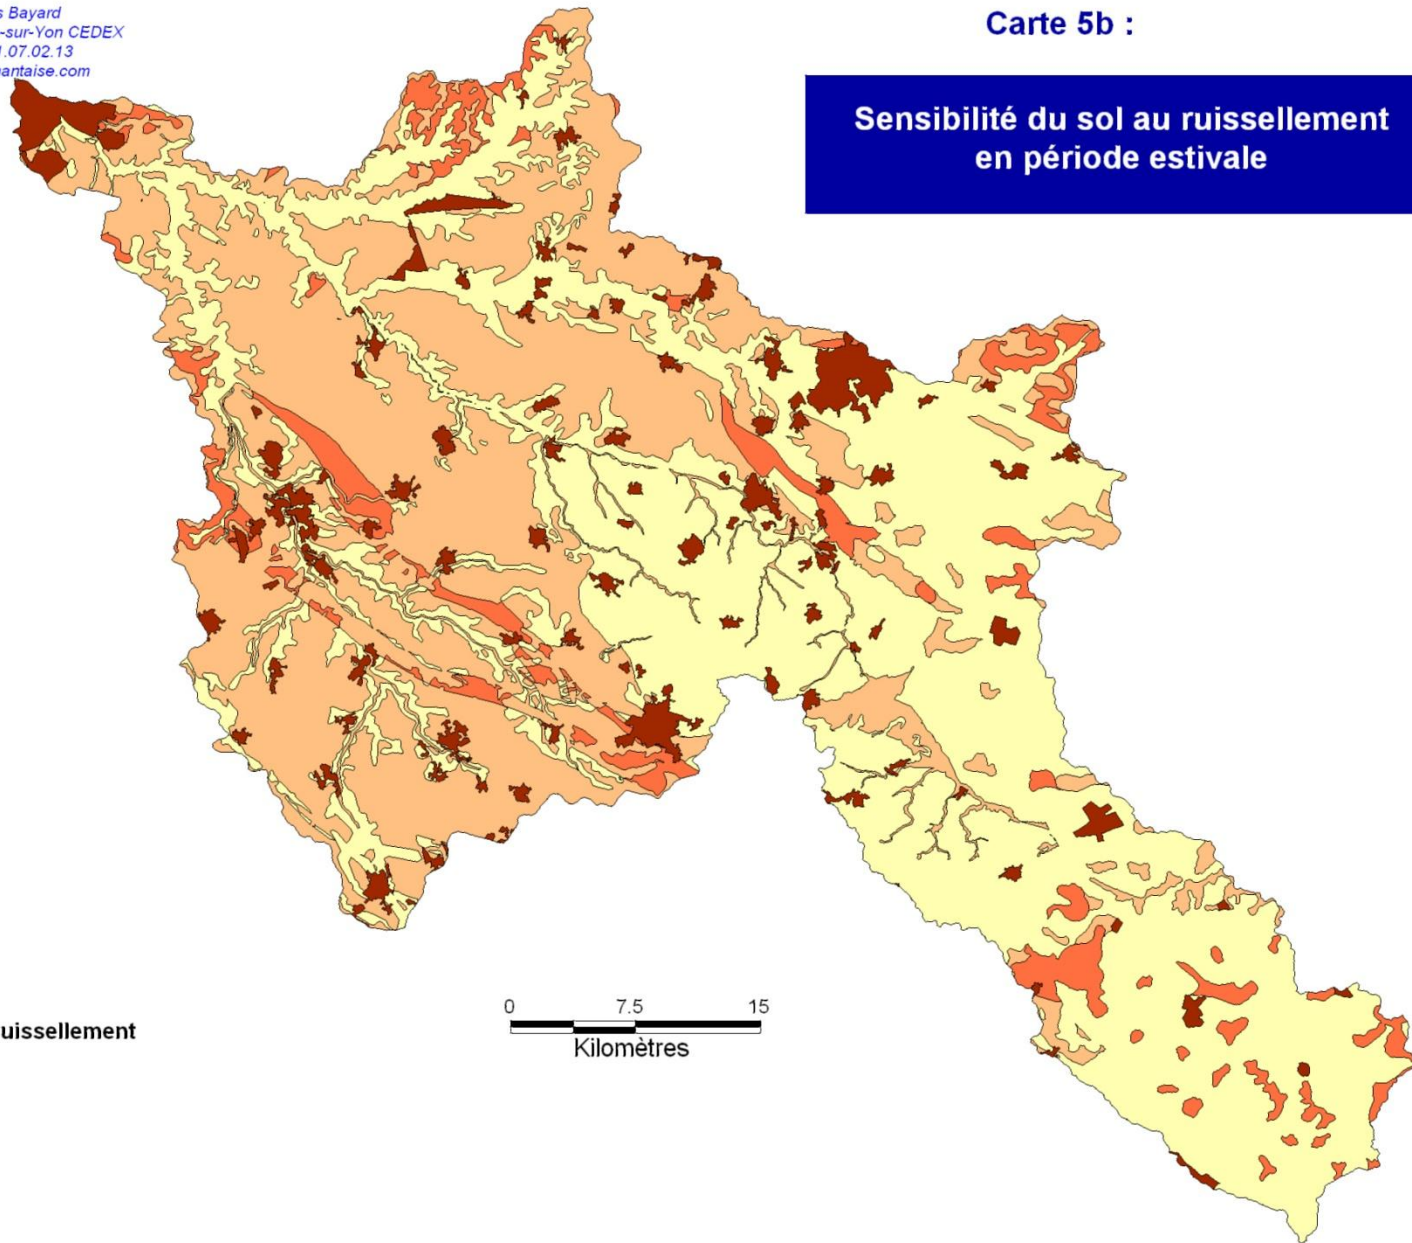 s Bayard
-sur-Yon CEDEX
.07.02.13
antaise.com
Carte 5b :
Sensibilité du sol au ruissellement
en période estivale
0 7.5 15
Kilomètres
uissellement